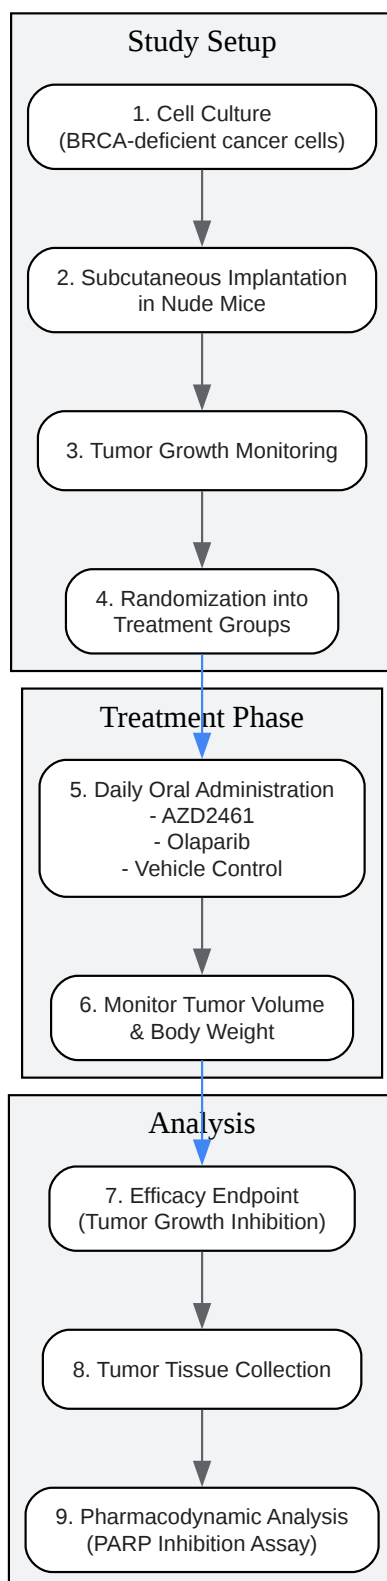 Study Setup
1. Cell Culture
(BRCA-deficient cancer cells)
2. Subcutaneous Implantation
in Nude Mice
3. Tumor Growth Monitoring
4. Randomization into
Treatment Groups
Treatment Phase
5. Daily Oral Administration
- AZD2461
- Olaparib
- Vehicle Control
6. Monitor Tumor Volume
& Body Weight
Analysis
7. Efficacy Endpoint
(Tumor Growth Inhibition)
8. Tumor Tissue Collection
9. Pharmacodynamic Analysis
(PARP Inhibition Assay)